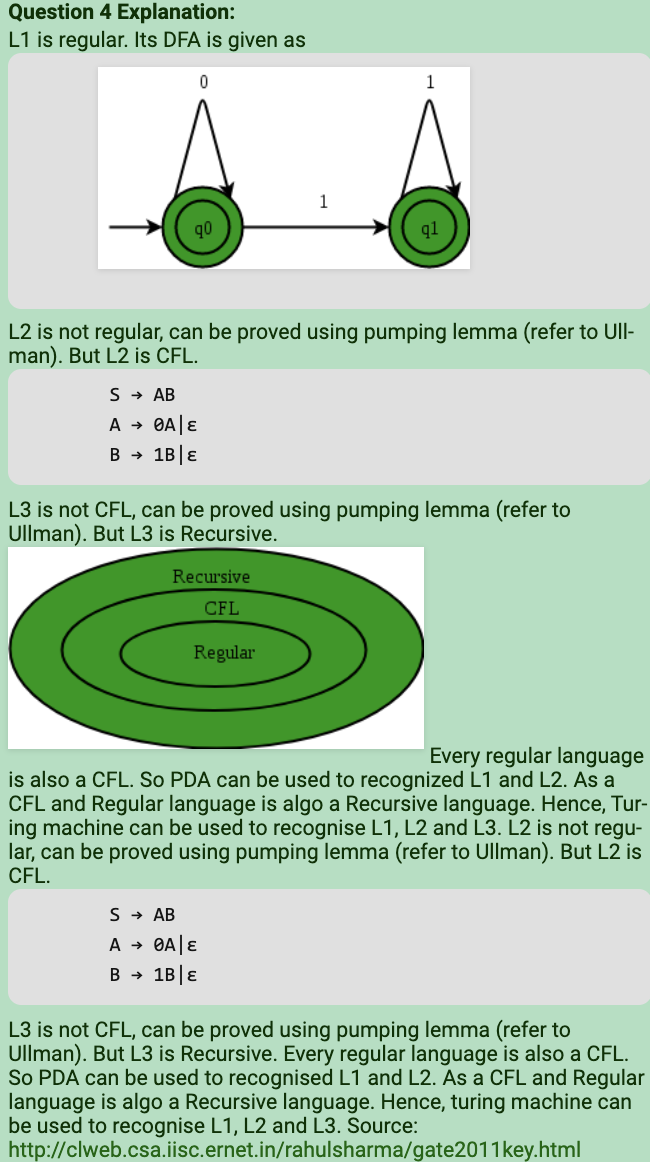 Question 4 Explanation:
L1 is regular. Its DFA is given as
0
1
1
q0
q1
L2 is not regular, can be proved using pumping lemma (refer to Ull-
man). But L2 is CFL.
S → AB
A → 0A|ε
B → 1B|ε
L3 is not CFL, can be proved using pumping lemma (refer to
Ullman). But L3 is Recursive.
Recursive
CFL
Regular
Every regular language
is also a CFL. So PDA can be used to recognized L1 and L2. As a
CFL and Regular language is algo a Recursive language. Hence, Tur-
ing machine can be used to recognise L1, L2 and L3. L2 is not regu-
lar, can be proved using pumping lemma (refer to Ullman). But L2 is
CFL.
S → AB
A → 0A|ε
B → 1B|ε
L3 is not CFL, can be proved using pumping lemma (refer to
Ullman). But L3 is Recursive. Every regular language is also a CFL.
So PDA can be used to recognised L1 and L2. As a CFL and Regular
language is algo a Recursive language. Hence, turing machine can
be used to recognise L1, L2 and L3. Source:
http://clweb.csa.iisc.ernet.in/rahulsharma/gate2011key.html